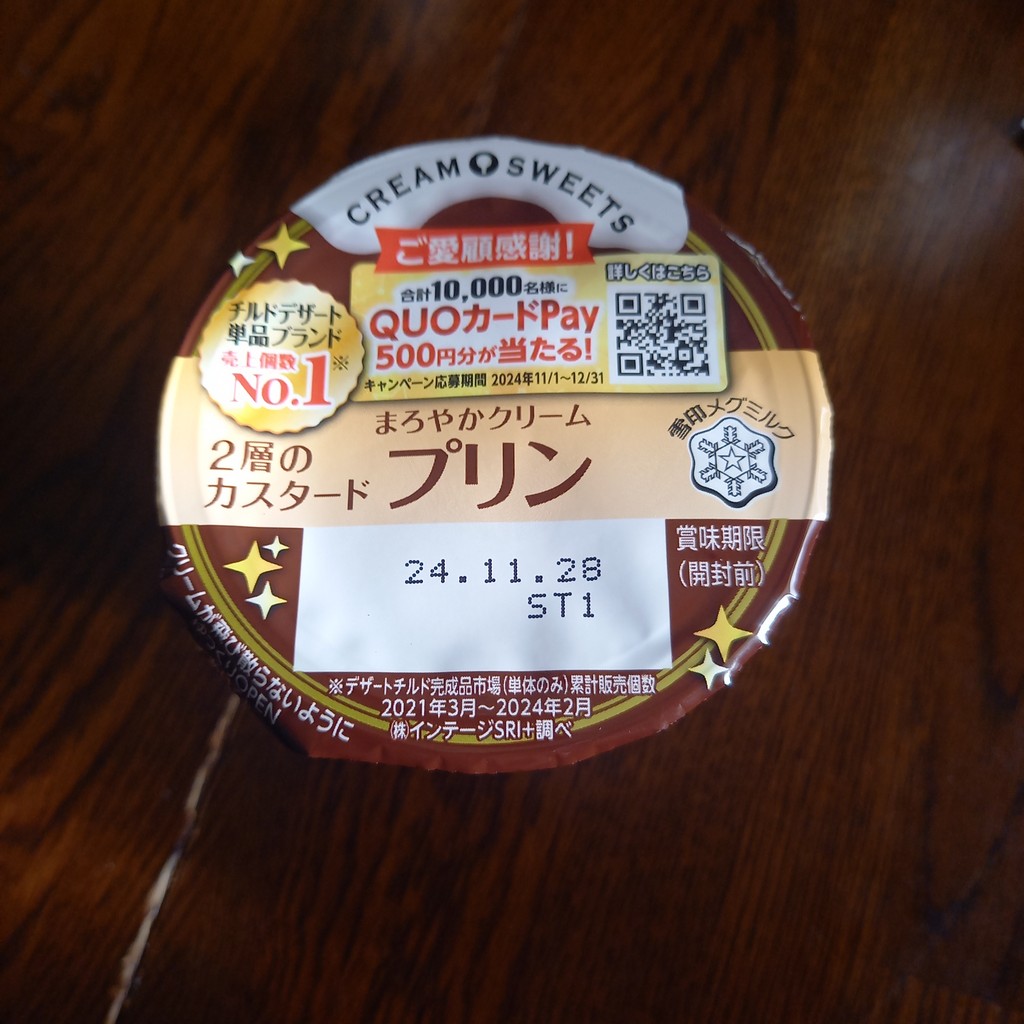 CREAM SWEETS
ご愛顧感謝!
合計10,000名様に
QUOカードPay
500円分が当たる!
キャンペーン応募期間 2024年11/1~12/31
詳しくはこちら
チルドデザート
単品ブランド
売上個数※
No.1
まろやかクリーム
2層の
カスタード
プリン
雪印メグミルク
24.11.28
ST1
賞味期限
(開封前)
※デザートチルド完成品市場(単体のみ)累計販売個数
2021年3月~2024年2月
㈱インテージSRI+調べ
クリームが飛び散らないように
OPEN